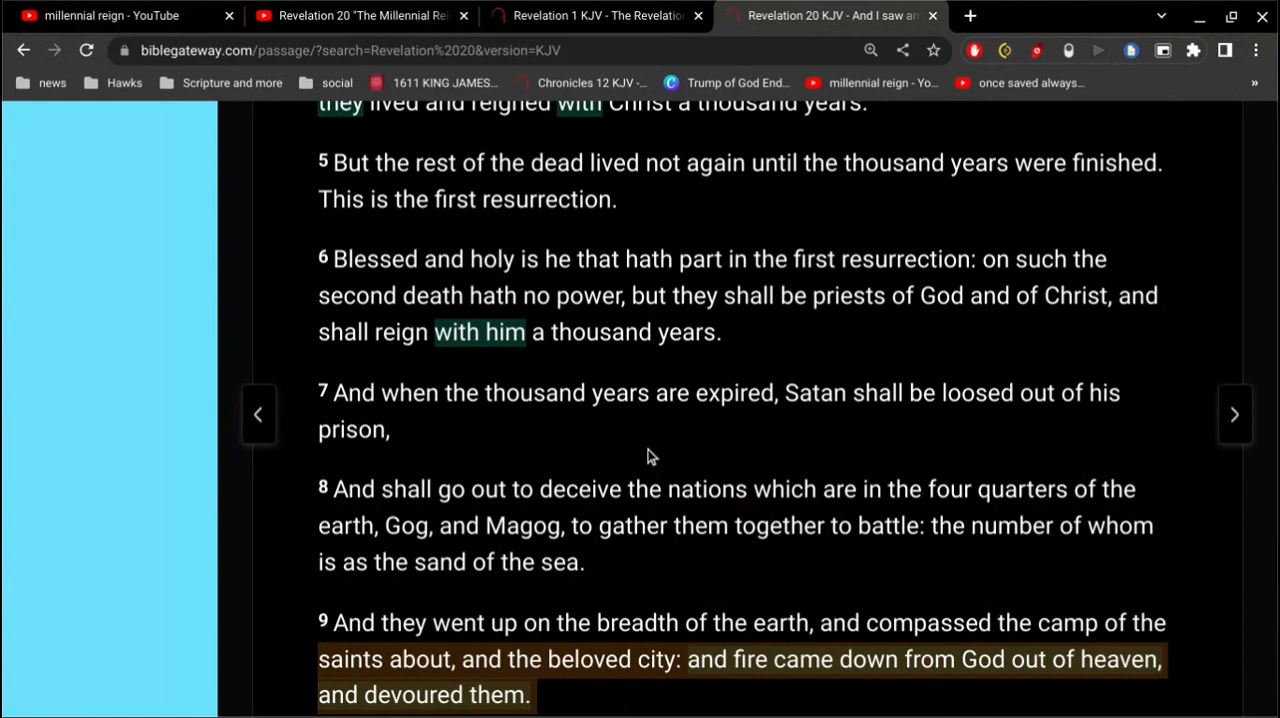 millennial reign - YouTube
Revelation 20 "The Millennial Rei
Revelation 1 KJV - The Revelation
Revelation 20 KJV - And I saw an
biblegateway.com/passage/?search=Revelation%2020&version=KJV
news
Hawks
Scripture and more
social
1611 KING JAMES...
Chronicles 12 KJV -...
Trump of God End...
millennial reign - Yo...
once saved always...
»
they lived and reigned with Christ a thousand years.
5 But the rest of the dead lived not again until the thousand years were finished.
This is the first resurrection.
6 Blessed and holy is he that hath part in the first resurrection: on such the
second death hath no power, but they shall be priests of God and of Christ, and
shall reign with him a thousand years.
7 And when the thousand years are expired, Satan shall be loosed out of his
prison,
8 And shall go out to deceive the nations which are in the four quarters of the
earth, Gog, and Magog, to gather them together to battle: the number of whom
is as the sand of the sea.
9 And they went up on the breadth of the earth, and compassed the camp of the
saints about, and the beloved city: and fire came down from God out of heaven,
and devoured them.